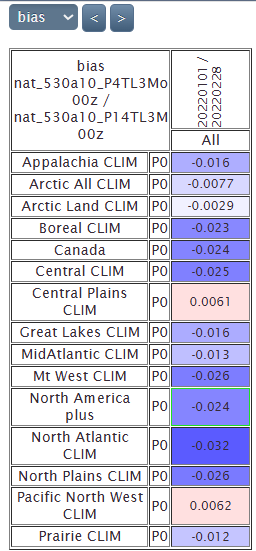 bias < >
bias
nat_530a10_P4TL3Mo
00z /
nat_530a10_P14TL3M
00z
20220101 /
20220228
All
Appalachia CLIM P0 -0.016
Arctic All CLIM P0 -0.0077
Arctic Land CLIM P0 -0.0029
Boreal CLIM P0 -0.023
Canada P0 -0.024
Central CLIM P0 -0.025
Central Plains
CLIM P0 0.0061
Great Lakes CLIM P0 -0.016
MidAtlantic CLIM P0 -0.013
Mt West CLIM P0 -0.026
North America
plus P0 -0.024
North Atlantic
CLIM P0 -0.032
North Plains CLIM P0 -0.026
Pacific North West
CLIM P0 0.0062
Prairie CLIM P0 -0.012